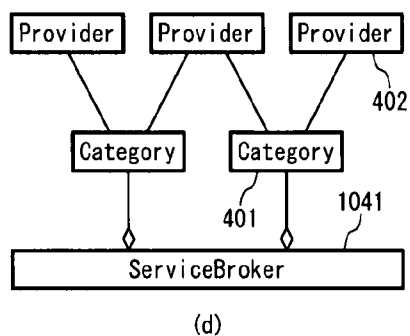 Provider Provider Provider
402
Category Category
401
1041
ServiceBroker
(d)